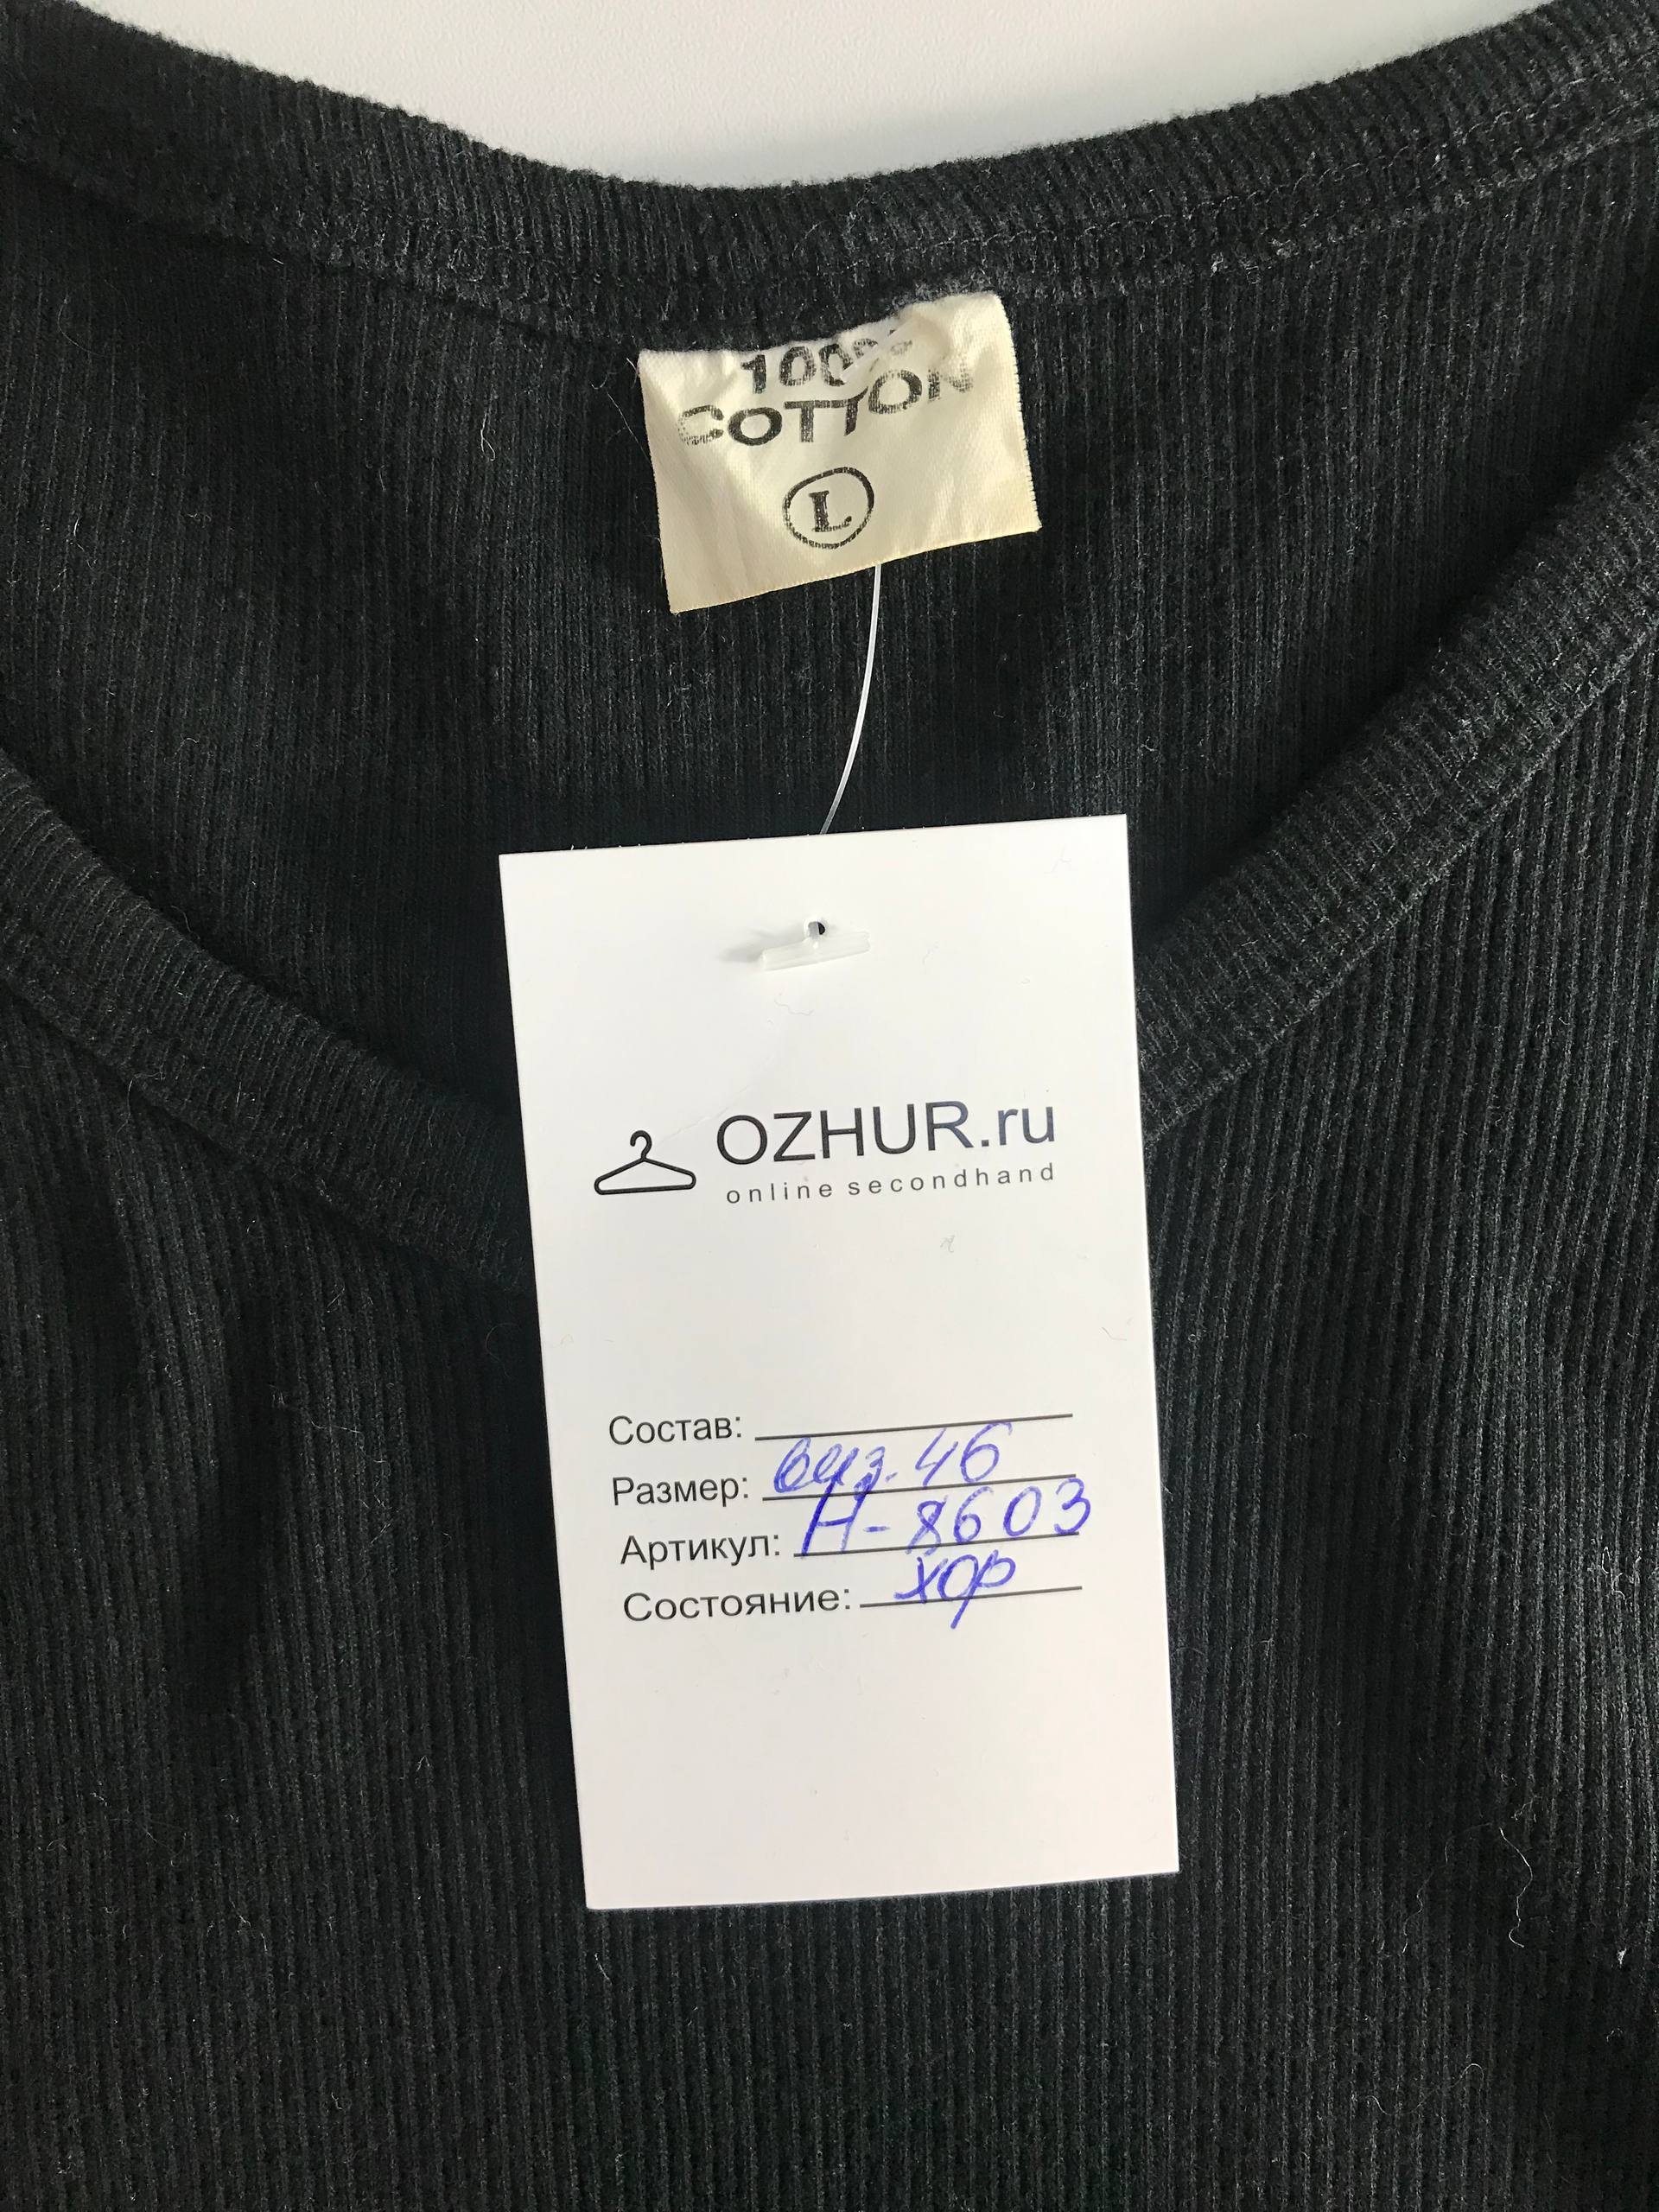 100%
COTTON
L
OZHUR.ru
online secondhand
Состав:
Размер: виз. 46
Артикул: Н-8603
Состояние: хор